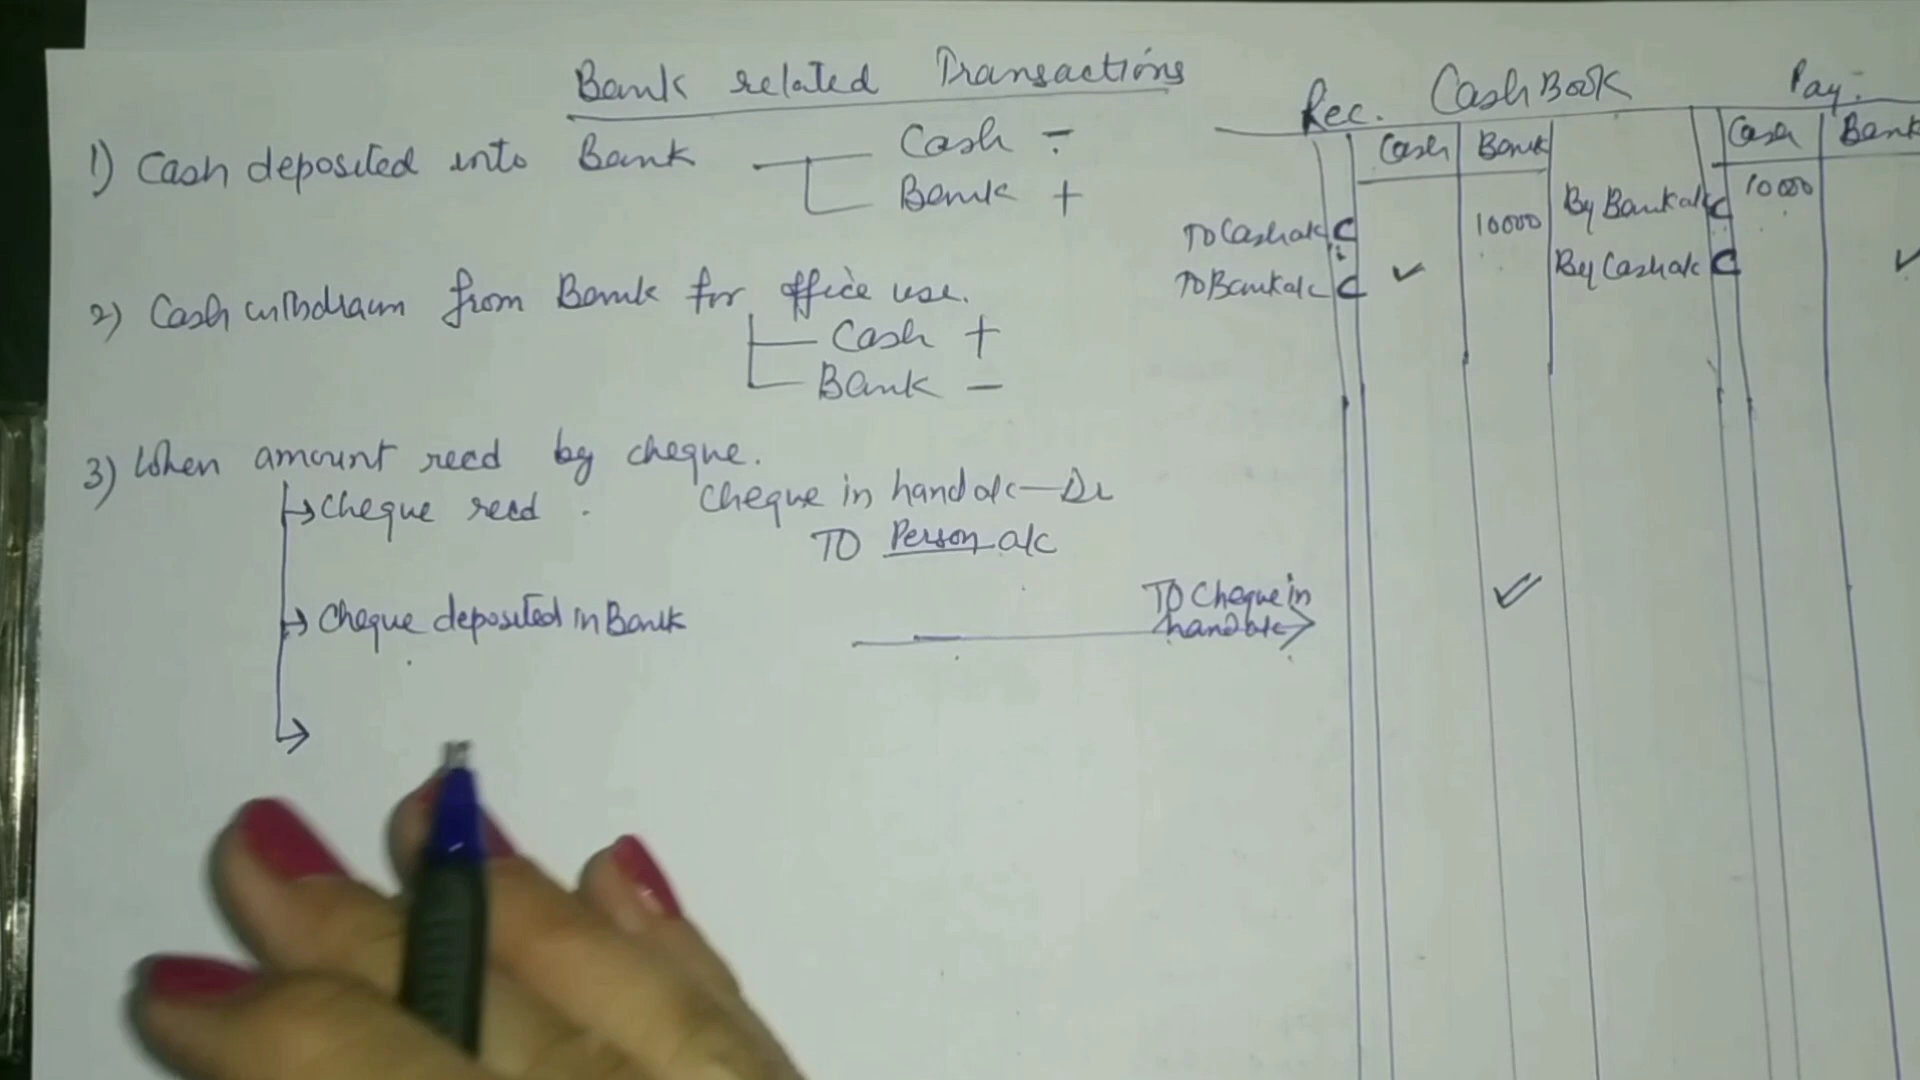 Bank related Transactions
1) Cash deposited into Bank
Cash -
Bank +
2) Cash withdrawn from Bank for office use.
Cash +
Bank -
3) When amount recd by cheque.
Cheque recd.
Cheque in hand a/c - Dr
TO Person a/c
Cheque deposited in Bank
Rec. Cash Book Pay.
Cash Bank Cash Bank
TO Cash a/c C 10000 By Bank a/c C 10000
TO Bank a/c C ✓ By Cash a/c C ✓
TO Cheque in
hand a/c ✓